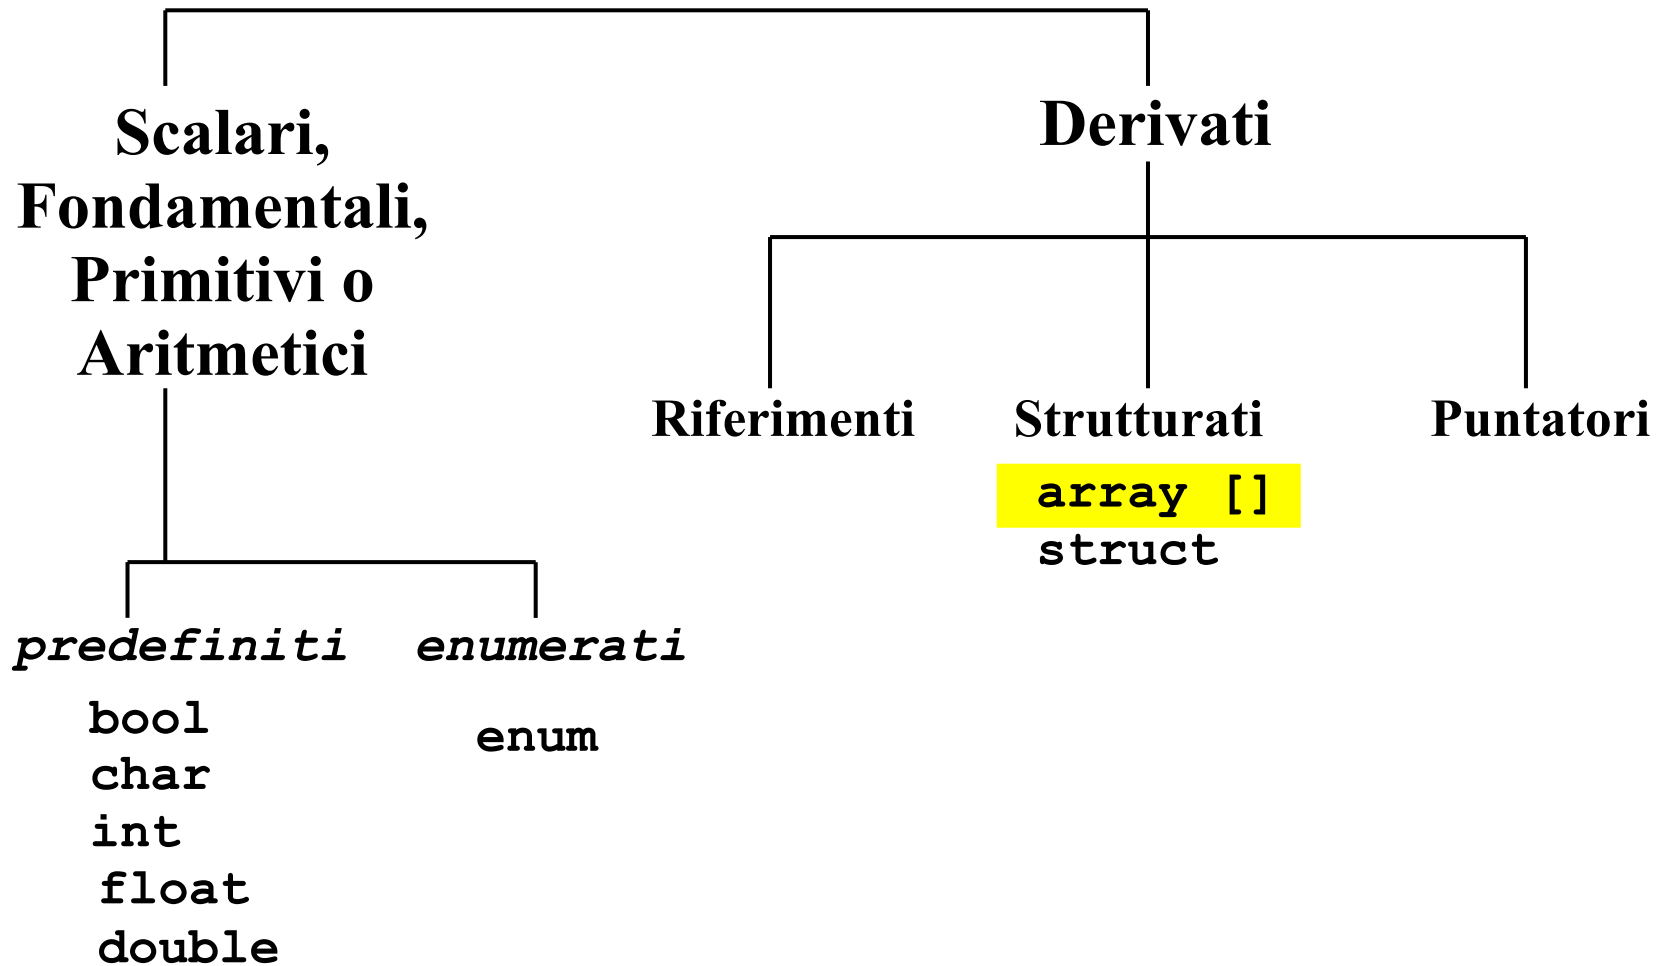 Scalari,
Fondamentali,
Primitivi o
Aritmetici
Derivati
Riferimenti
Strutturati
array []
struct
Puntatori
predefiniti
bool
char
int
float
double
enumerati
enum